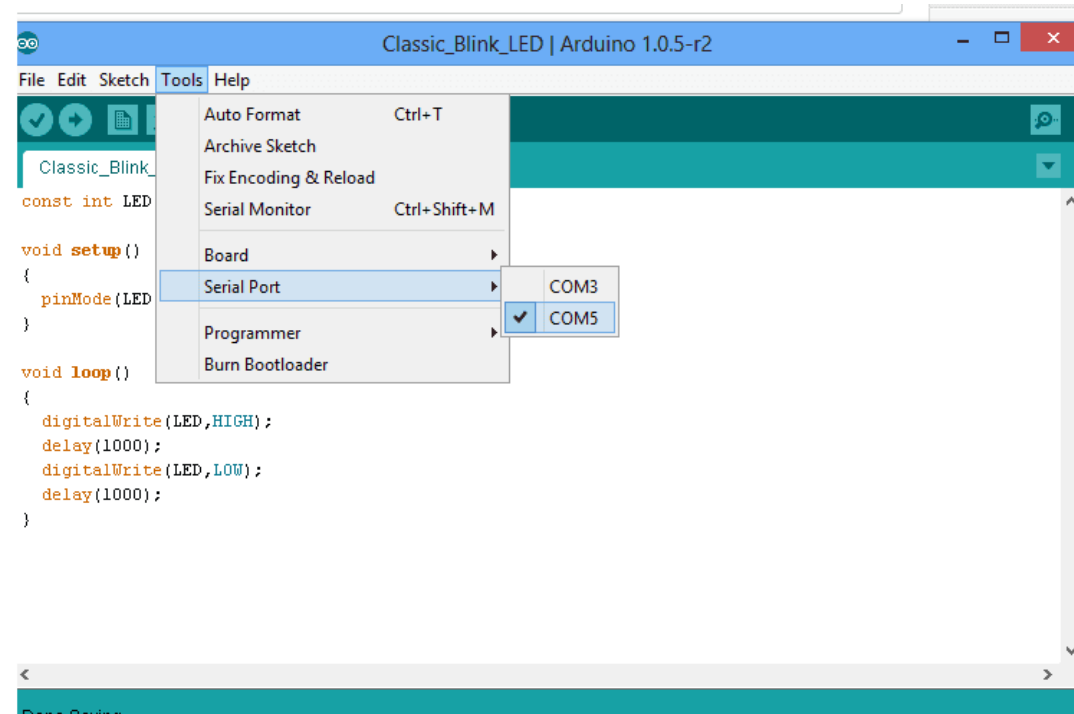 Classic_Blink_LED | Arduino 1.0.5-r2
File Edit Sketch Tools Help
Auto Format Ctrl+T
Archive Sketch
Fix Encoding & Reload
Serial Monitor Ctrl+Shift+M
Board
Serial Port
COM3
COM5
Programmer
Burn Bootloader
Classic_Blink_
const int LED
void setup()
{
pinMode(LED
}
void loop()
{
digitalWrite(LED,HIGH);
delay(1000);
digitalWrite(LED,LOW);
delay(1000);
}
Done Saving